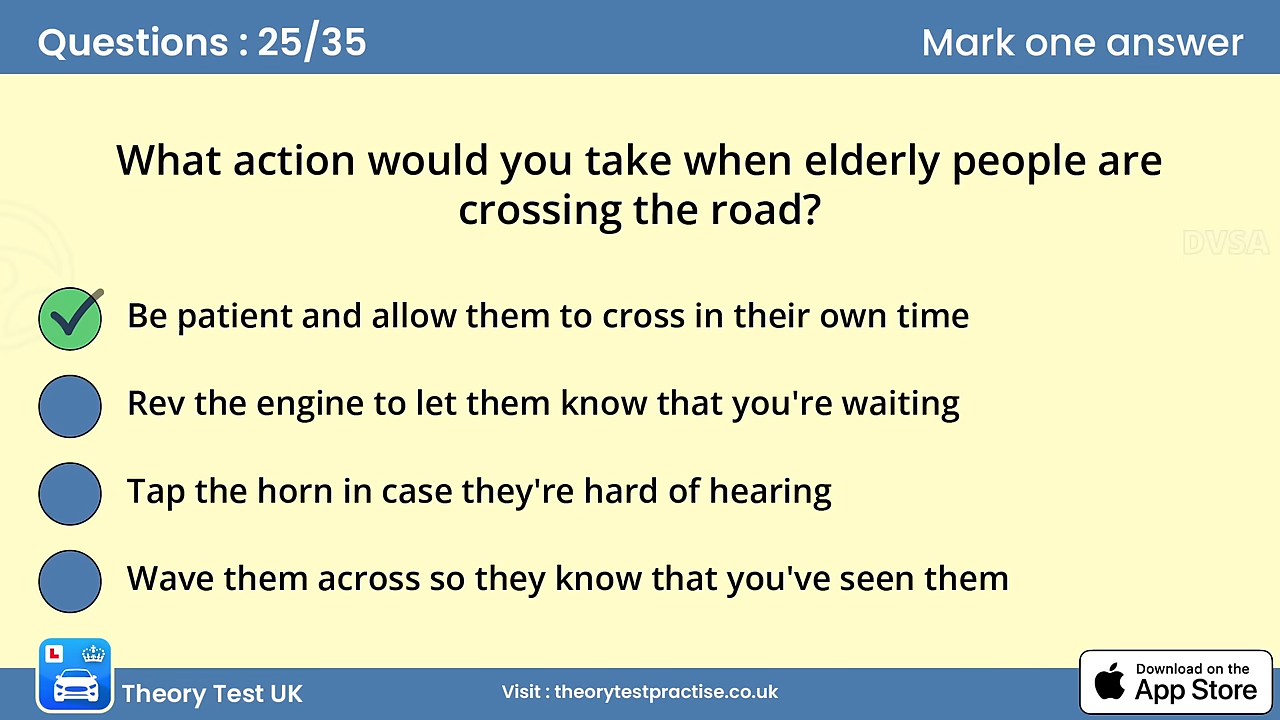 Questions : 25/35
Mark one answer
What action would you take when elderly people are
crossing the road?
DVSA
Be patient and allow them to cross in their own time
Rev the engine to let them know that you're waiting
Tap the horn in case they're hard of hearing
Wave them across so they know that you've seen them
L
Theory Test UK
Visit : theorytestpractise.co.uk
Download on the
App Store